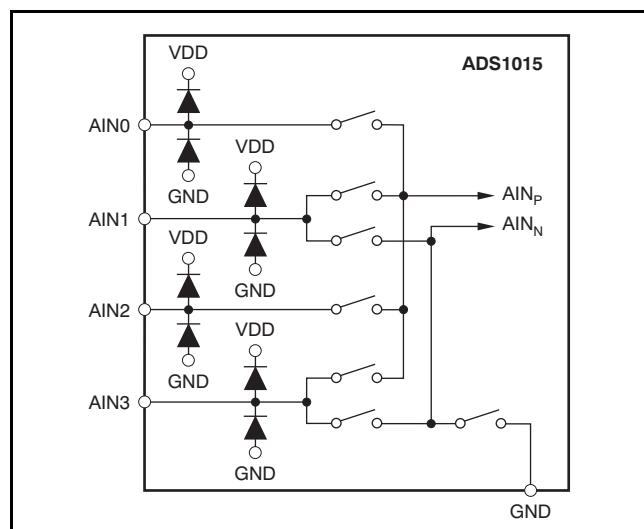 VDD
ADS1015
AIN0
VDD
GND
AIN1
AINP
AINN
VDD
GND
AIN2
VDD
GND
AIN3
GND
GND